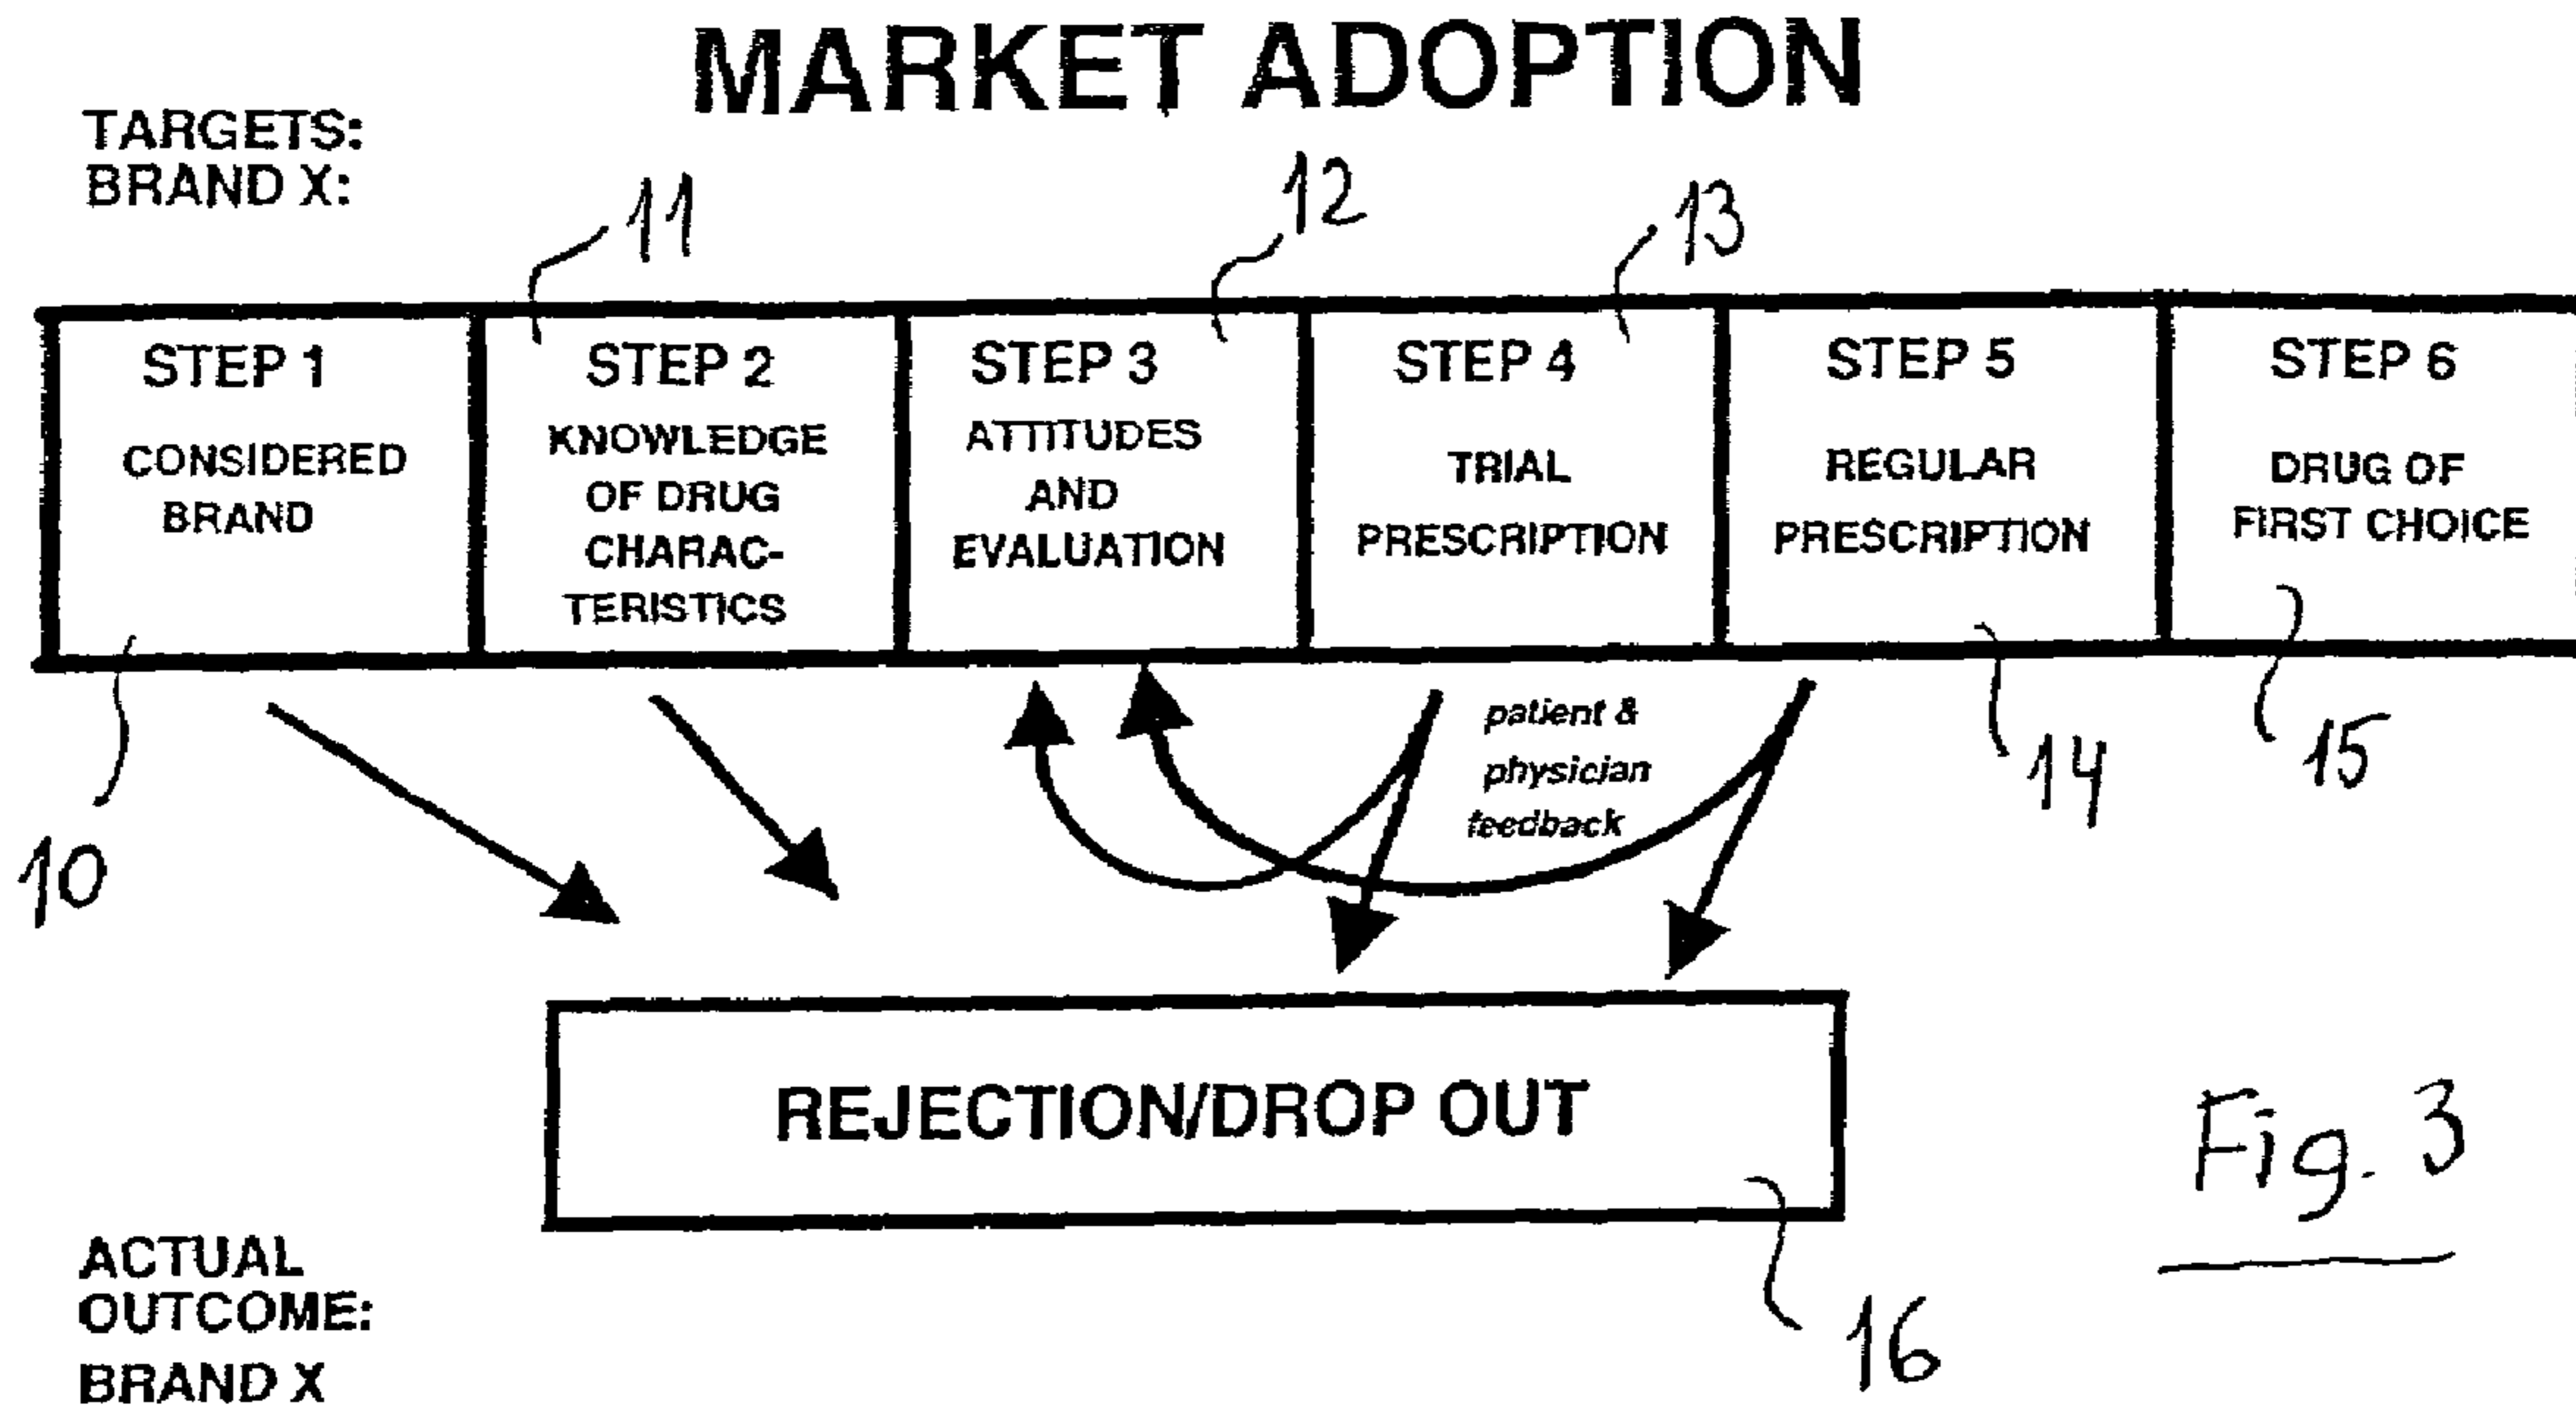 MARKET ADOPTION
TARGETS:
BRAND X:
11
12
13
STEP 1
CONSIDERED
BRAND
STEP 2
KNOWLEDGE
OF DRUG
CHARAC-
TERISTICS
STEP 3
ATTITUDES
AND
EVALUATION
STEP 4
TRIAL
PRESCRIPTION
STEP 5
REGULAR
PRESCRIPTION
STEP 6
DRUG OF
FIRST CHOICE
10
patient &
physician
feedback
14
15
REJECTION/DROP OUT
16
Fig. 3
ACTUAL
OUTCOME:
BRAND X